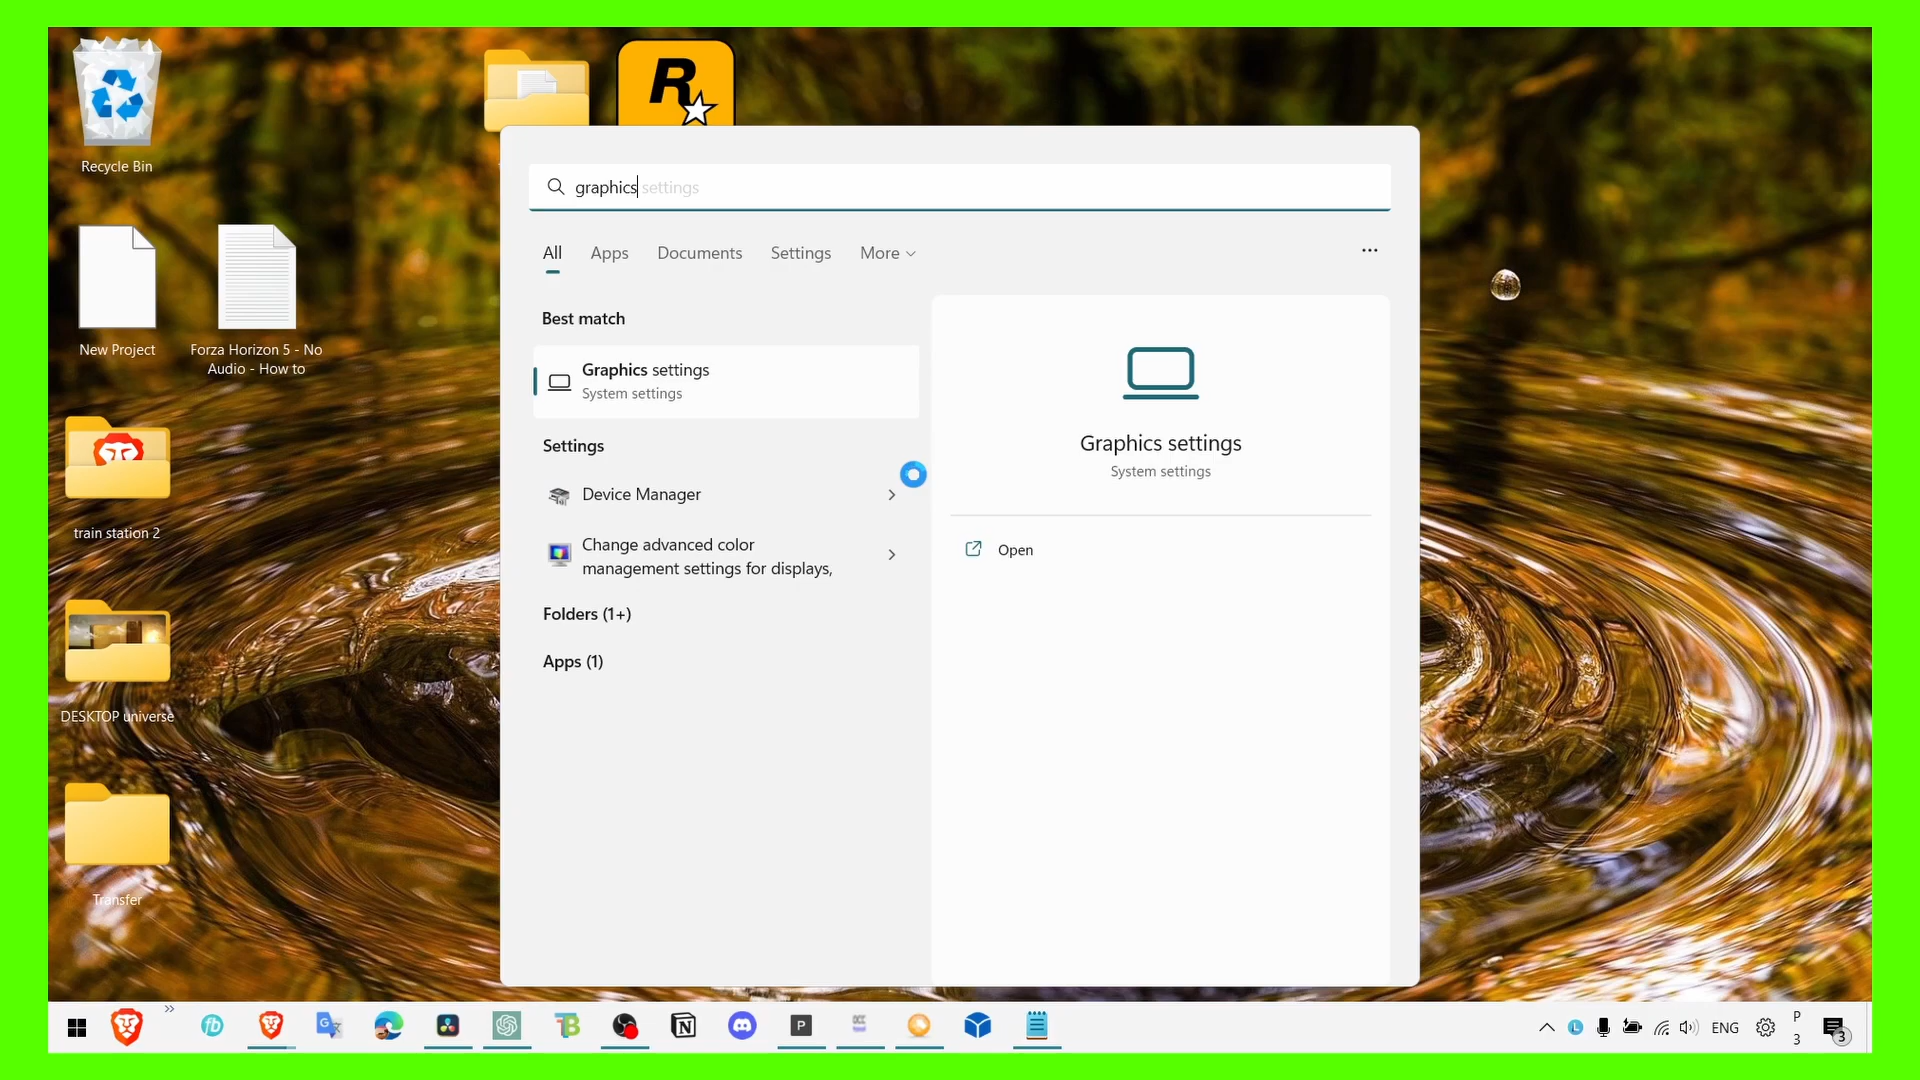 Recycle Bin
R
graphics settings
All Apps Documents Settings More
Best match
Graphics settings
System settings
Settings
Device Manager
Change advanced color
management settings for displays,
Folders (1+)
Apps (1)
Graphics settings
System settings
Open
New Project
Forza Horizon 5 - No
Audio - How to
train station 2
DESKTOP universe
Transfer
ENG
P
3
3